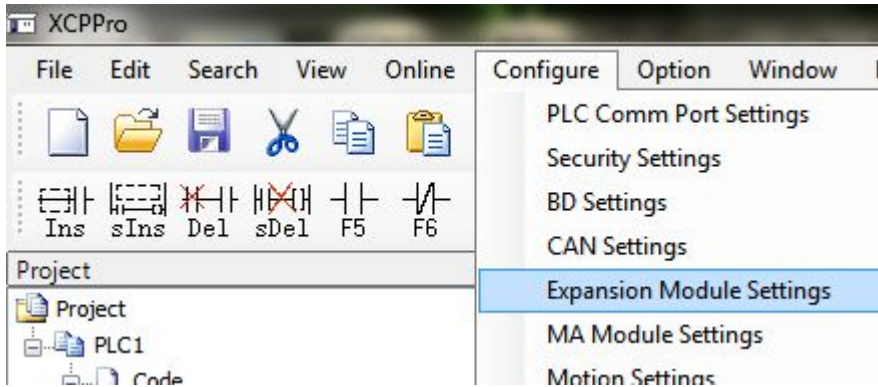 XCPPro
File Edit Search View Online Configure Option Window
PLC Comm Port Settings
Security Settings
BD Settings
CAN Settings
Expansion Module Settings
MA Module Settings
Motion Settings
Ins sIns Del sDel F5 F6
Project
Project
PLC1
Code